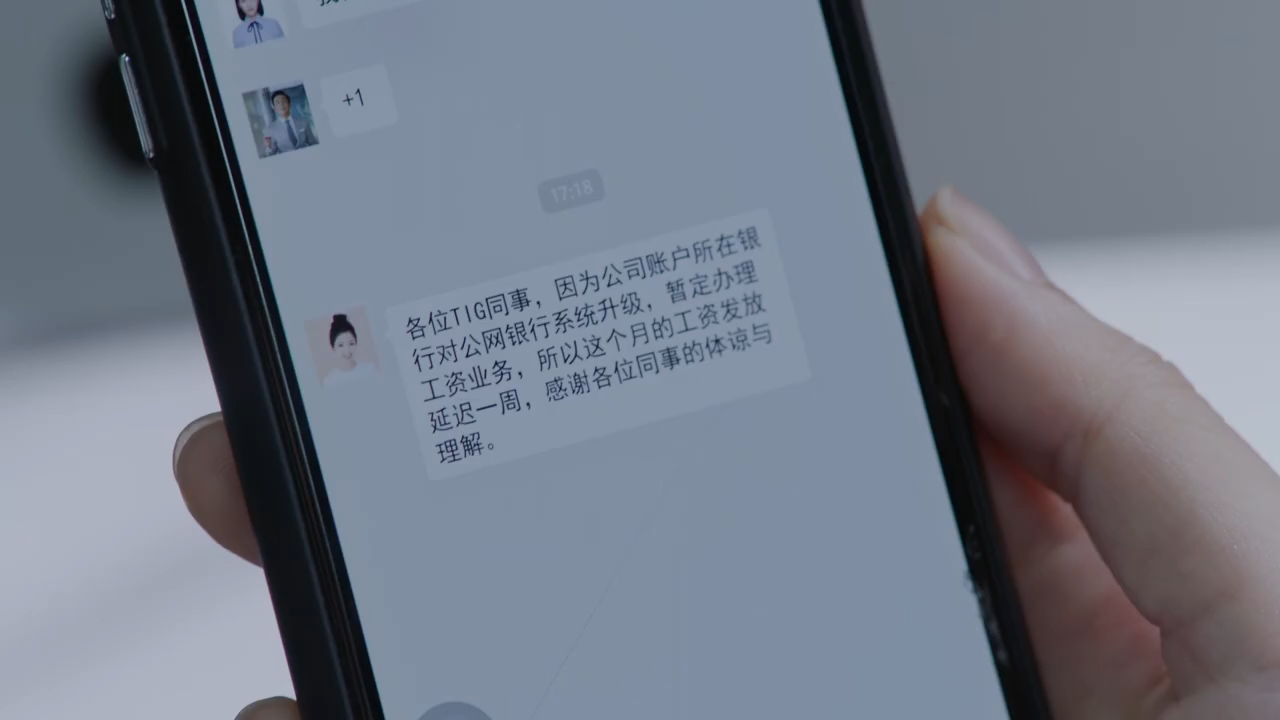 +1
17:18
各位TIG同事，因为公司账户所在银
行对公网银行系统升级，暂定办理
工资业务，所以这个月的工资发放
延迟一周，感谢各位同事的体谅与
理解。